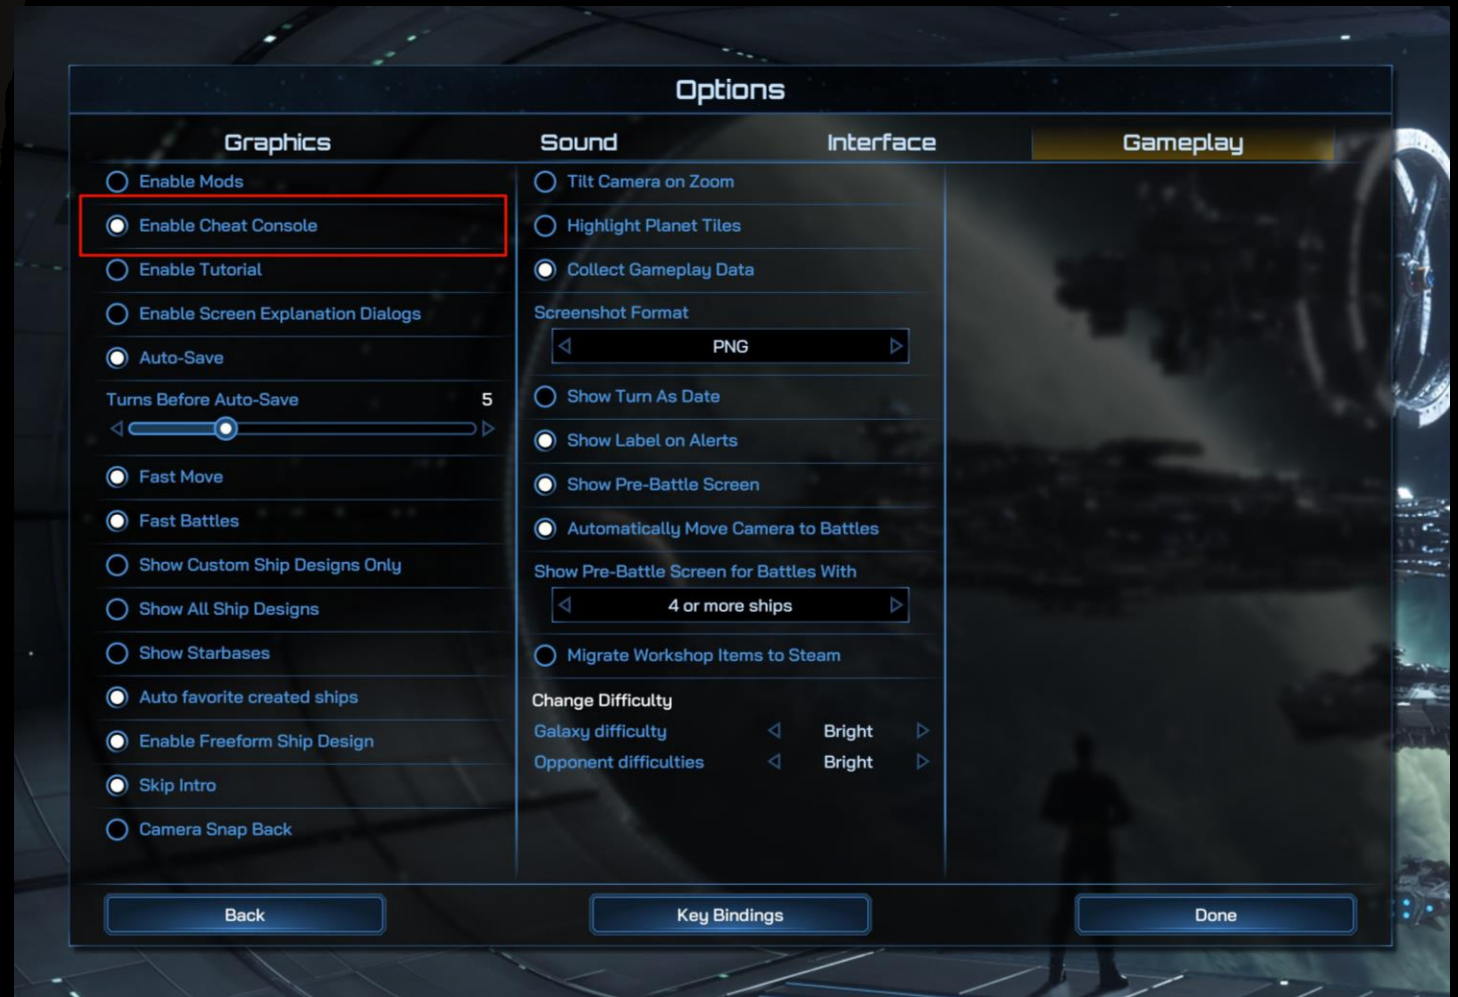 Options
Graphics
Sound
Interface
Gameplay
Enable Mods
Enable Cheat Console
Enable Tutorial
Enable Screen Explanation Dialogs
Auto-Save
Turns Before Auto-Save 5
Fast Move
Fast Battles
Show Custom Ship Designs Only
Show All Ship Designs
Show Starbases
Auto favorite created ships
Enable Freeform Ship Design
Skip Intro
Camera Snap Back
Tilt Camera on Zoom
Highlight Planet Tiles
Collect Gameplay Data
Screenshot Format
PNG
Show Turn As Date
Show Label on Alerts
Show Pre-Battle Screen
Automatically Move Camera to Battles
Show Pre-Battle Screen for Battles With
4 or more ships
Migrate Workshop Items to Steam
Change Difficulty
Galaxy difficulty Bright
Opponent difficulties Bright
Back
Key Bindings
Done